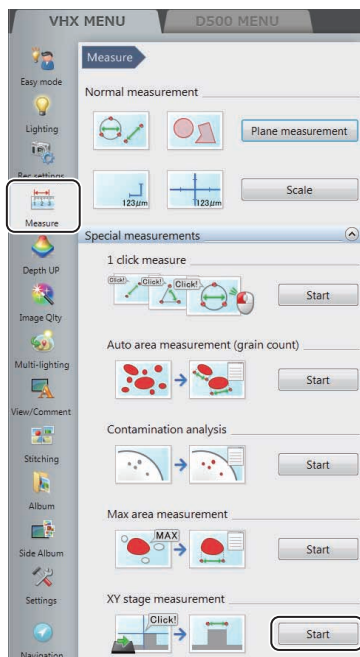 VHX MENU
D500 MENU
Easy mode
Lighting
Rec settings
Measure
Depth UP
Image Qlty
Multi-lighting
View/Comment
Stitching
Album
Side Album
Settings
Navigation
Measure
Normal measurement
Plane measurement
123μm
123μm
Scale
Special measurements
1 click measure
Click!
Click!
Click!
Start
Auto area measurement (grain count)
Start
Contamination analysis
Start
Max area measurement
MAX
Start
XY stage measurement
Click!
Start